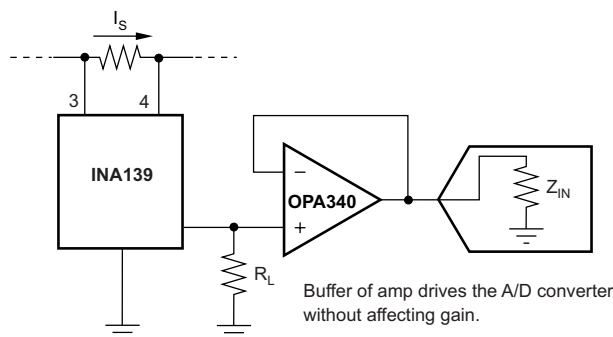 I_S
3 4
INA139
OPA340
−
+
R_L
Z_IN
Buffer of amp drives the A/D converter
without affecting gain.